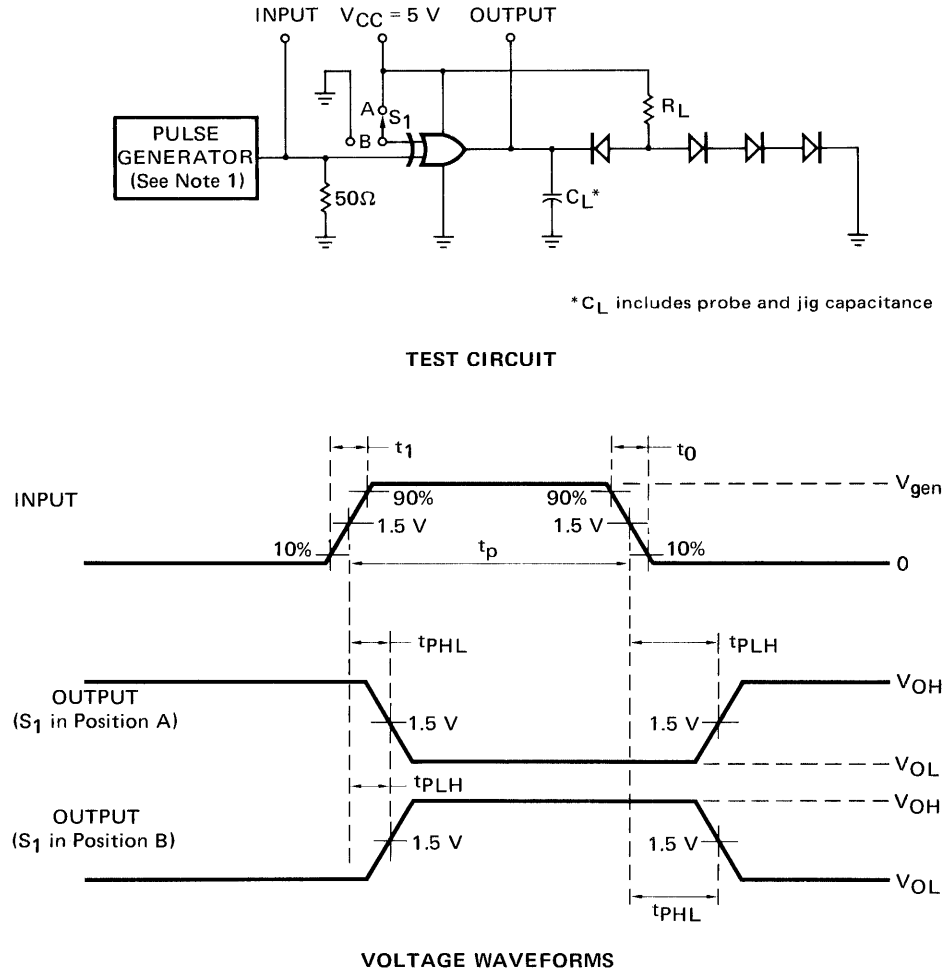 INPUT V_CC = 5 V OUTPUT
A S_1
B
R_L
PULSE
GENERATOR
(See Note 1)
50Ω
C_L*
*C_L includes probe and jig capacitance
TEST CIRCUIT
t_1 t_0
INPUT
V_gen
90% 90%
1.5 V 1.5 V
10% t_p 10%
0
t_PHL t_PLH
OUTPUT
(S_1 in Position A)
V_OH
1.5 V 1.5 V
V_OL
t_PLH
V_OH
OUTPUT
(S_1 in Position B)
1.5 V 1.5 V
V_OL
t_PHL
VOLTAGE WAVEFORMS